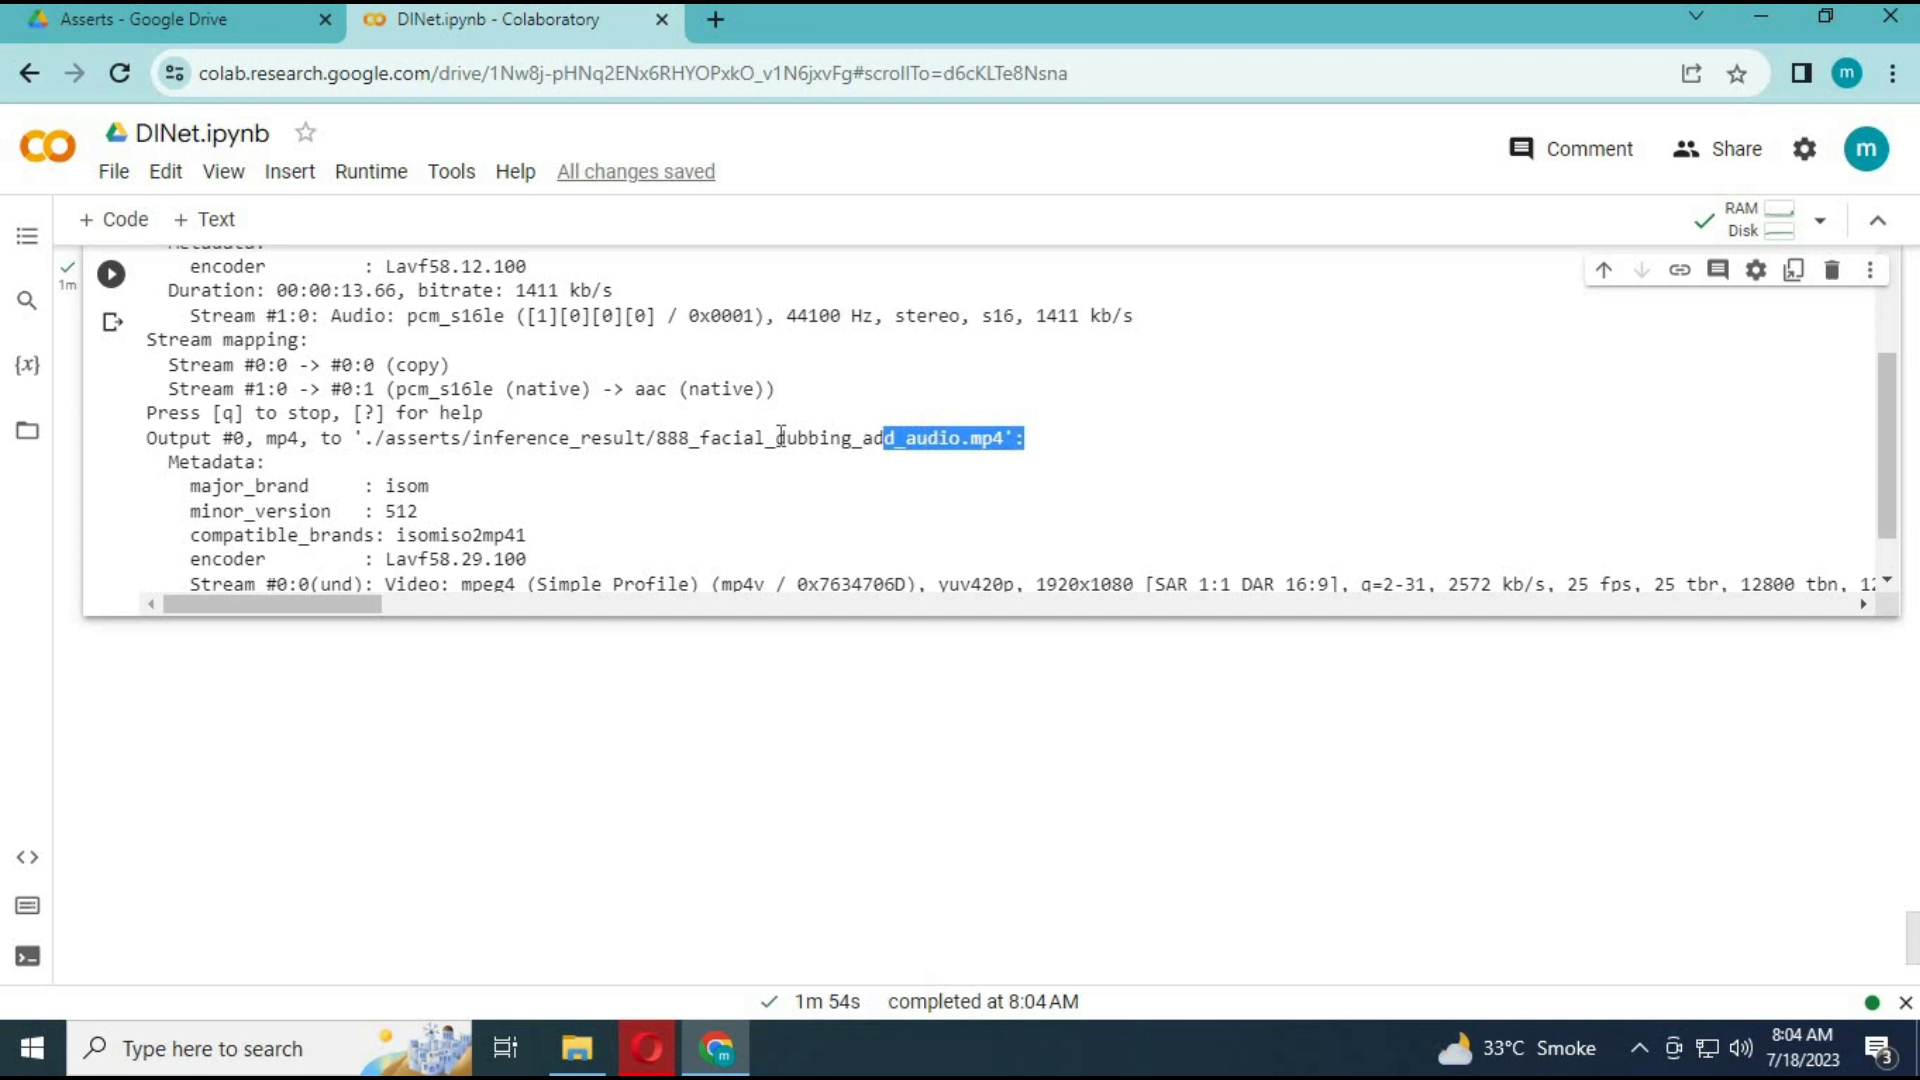 Asserts - Google Drive
DINet.ipynb - Colaboratory
colab.research.google.com/drive/1Nw8j-pHNq2ENx6RHYOPxkO_v1N6jxvFg#scrollTo=d6cKLTe8Nsna
m
DINet.ipynb
Comment
Share
m
File Edit View Insert Runtime Tools Help All changes saved
+ Code + Text
RAM
Disk
Metadata:
1m
encoder : Lavf58.12.100
Duration: 00:00:13.66, bitrate: 1411 kb/s
Stream #1:0: Audio: pcm_s16le ([1][0][0][0] / 0x0001), 44100 Hz, stereo, s16, 1411 kb/s
Stream mapping:
Stream #0:0 -> #0:0 (copy)
Stream #1:0 -> #0:1 (pcm_s16le (native) -> aac (native))
Press [q] to stop, [?] for help
Output #0, mp4, to './asserts/inference_result/888_facial_dubbing_add_audio.mp4':
Metadata:
major_brand : isom
minor_version : 512
compatible_brands: isomiso2mp41
encoder : Lavf58.29.100
Stream #0:0(und): Video: mpeg4 (Simple Profile) (mp4v / 0x7634706D), yuv420p, 1920x1080 [SAR 1:1 DAR 16:9], q=2-31, 2572 kb/s, 25 fps, 25 tbr, 12800 tbn, 12
1m 54s completed at 8:04 AM
Type here to search
m
33°C Smoke
8:04 AM
7/18/2023
3